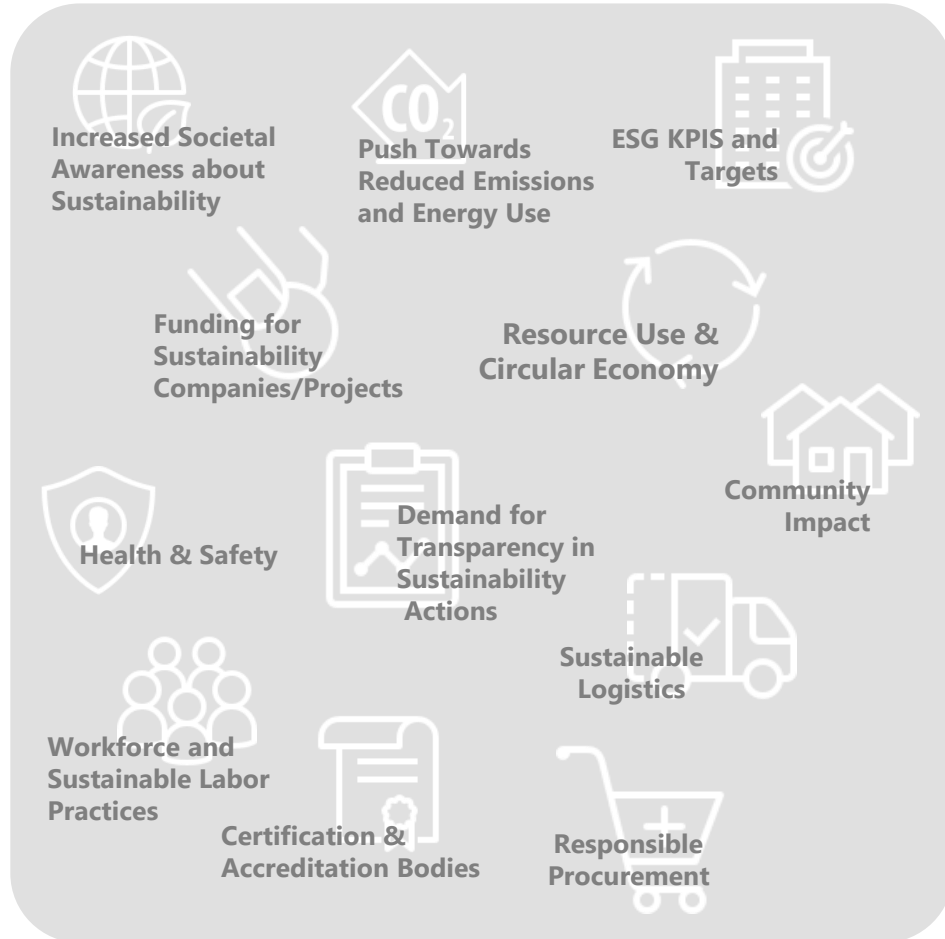 Increased Societal
Awareness about
Sustainability
CO2
Push Towards
Reduced Emissions
and Energy Use
ESG KPIS and
Targets
Funding for
Sustainability
Companies/Projects
Resource Use &
Circular Economy
Community
Impact
Health & Safety
Demand for
Transparency in
Sustainability
Actions
Sustainable
Logistics
Workforce and
Sustainable Labor
Practices
Certification &
Accreditation Bodies
Responsible
Procurement